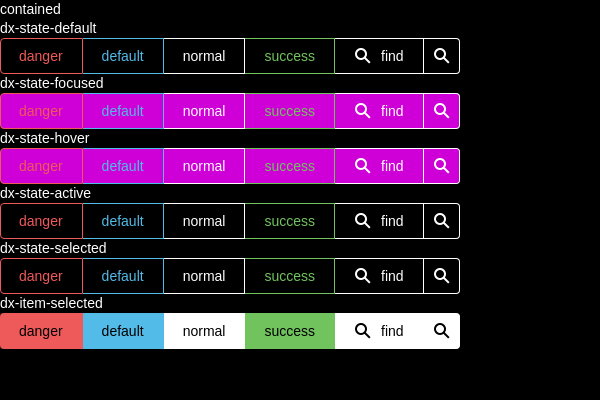 contained
dx-state-default
danger default normal success find
dx-state-focused
danger default normal success find
dx-state-hover
danger default normal success find
dx-state-active
danger default normal success find
dx-state-selected
danger default normal success find
dx-item-selected
danger default normal success find